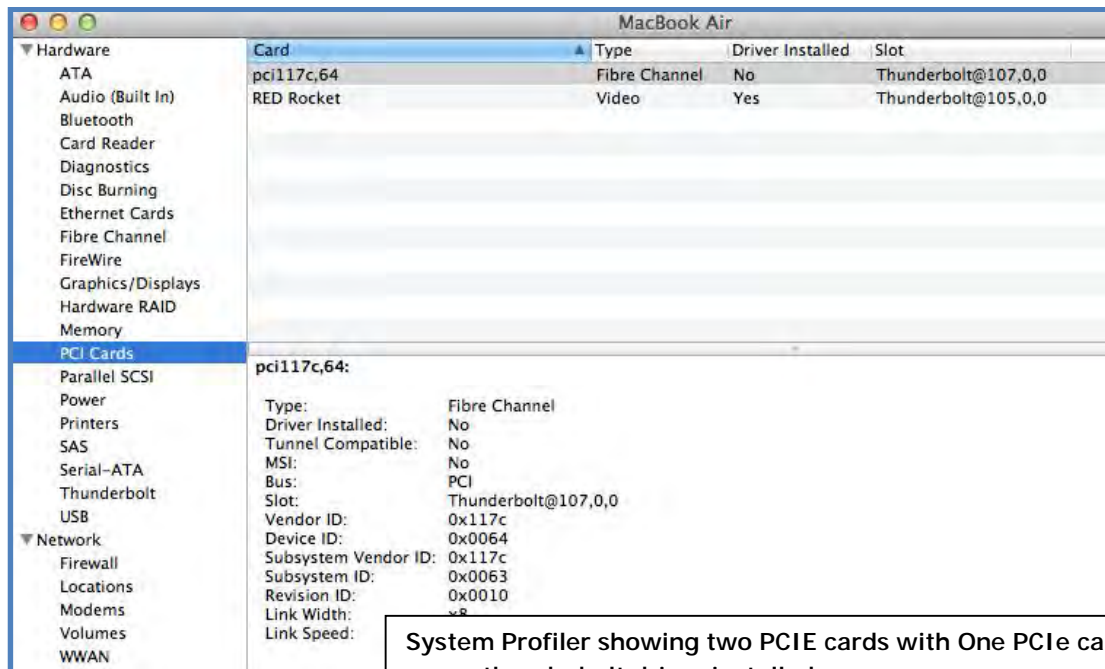 MacBook Air
Hardware
ATA
Audio (Built In)
Bluetooth
Card Reader
Diagnostics
Disc Burning
Ethernet Cards
Fibre Channel
FireWire
Graphics/Displays
Hardware RAID
Memory
PCI Cards
Parallel SCSI
Power
Printers
SAS
Serial-ATA
Thunderbolt
USB
Network
Firewall
Locations
Modems
Volumes
WWAN
Card Type Driver Installed Slot
pci117c,64 Fibre Channel No Thunderbolt@107,0,0
RED Rocket Video Yes Thunderbolt@105,0,0
pci117c,64:
Type: Fibre Channel
Driver Installed: No
Tunnel Compatible: No
MSI: No
Bus: PCI
Slot: Thunderbolt@107,0,0
Vendor ID: 0x117c
Device ID: 0x0064
Subsystem Vendor ID: 0x117c
Subsystem ID: 0x0063
Revision ID: 0x0010
Link Width: x8
Link Speed:
System Profiler showing two PCIE cards with One PCIe ca